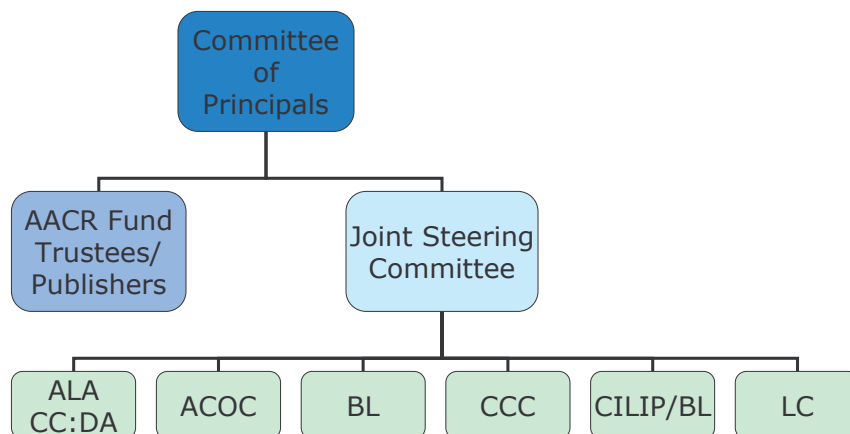 Committee
of
Principals
AACR Fund
Trustees/
Publishers
Joint Steering
Committee
ALA
CC:DA
ACOC
BL
CCC
CILIP/BL
LC